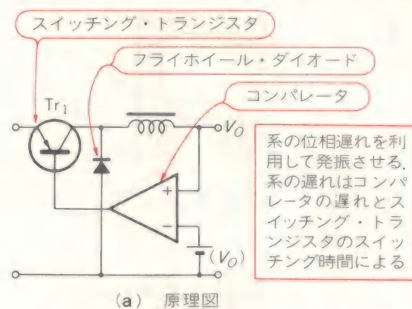 スイッチング・トランジスタ
フライホイール・ダイオード
コンパレータ
Tr₁
V_O
+
−
(V_O)
系の位相遅れを利
用して発振させる.
系の遅れはコンパ
レータの遅れとス
イッチング・トラ
ンジスタのスイッ
チング時間による
(a) 原理図